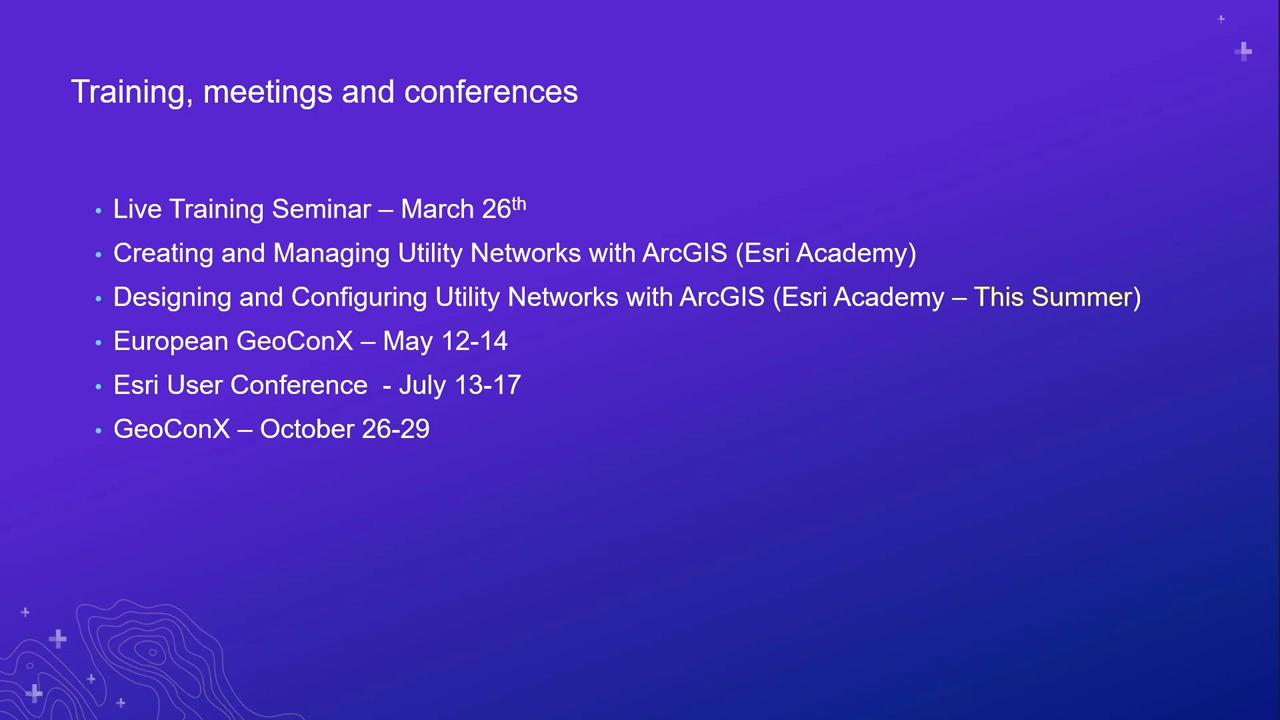 Training, meetings and conferences
• Live Training Seminar – March 26th
• Creating and Managing Utility Networks with ArcGIS (Esri Academy)
• Designing and Configuring Utility Networks with ArcGIS (Esri Academy – This Summer)
• European GeoConX – May 12-14
• Esri User Conference  - July 13-17
• GeoConX – October 26-29